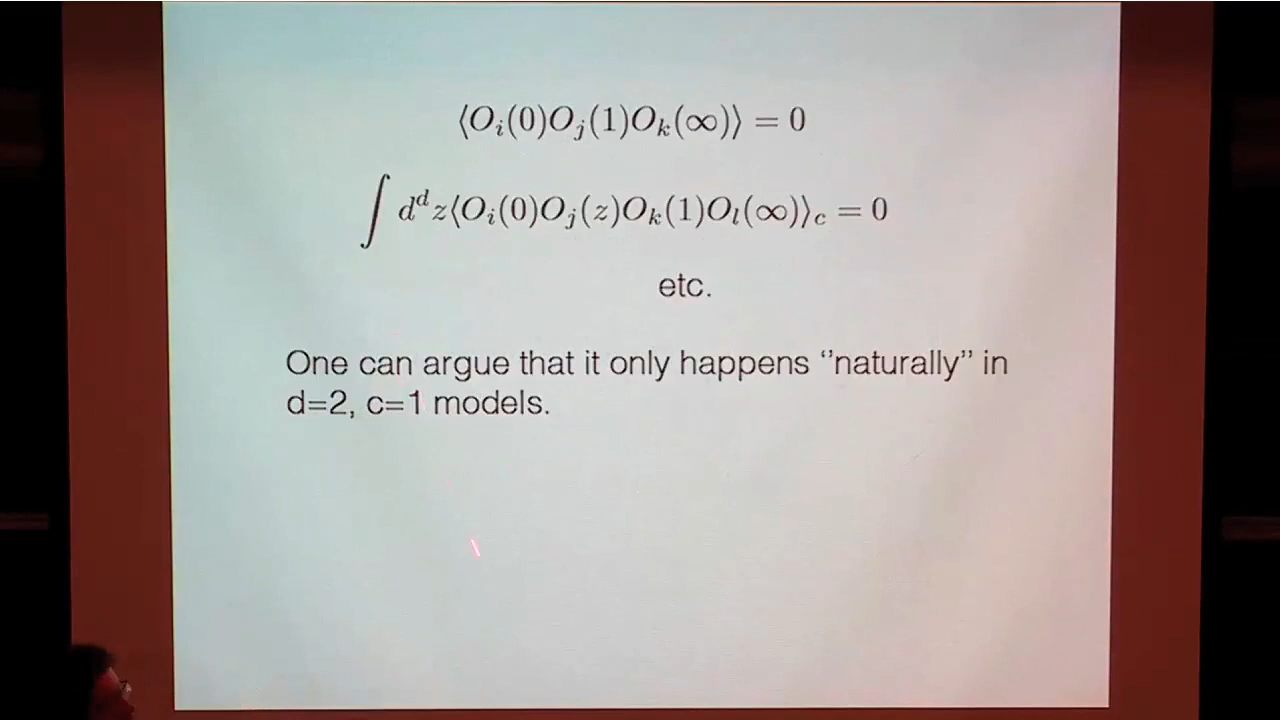 ⟨O_i(0)O_j(1)O_k(∞)⟩ = 0
∫ d^d z⟨O_i(0)O_j(z)O_k(1)O_l(∞)⟩_c = 0
etc.
One can argue that it only happens ‘’naturally’’ in
d=2, c=1 models.